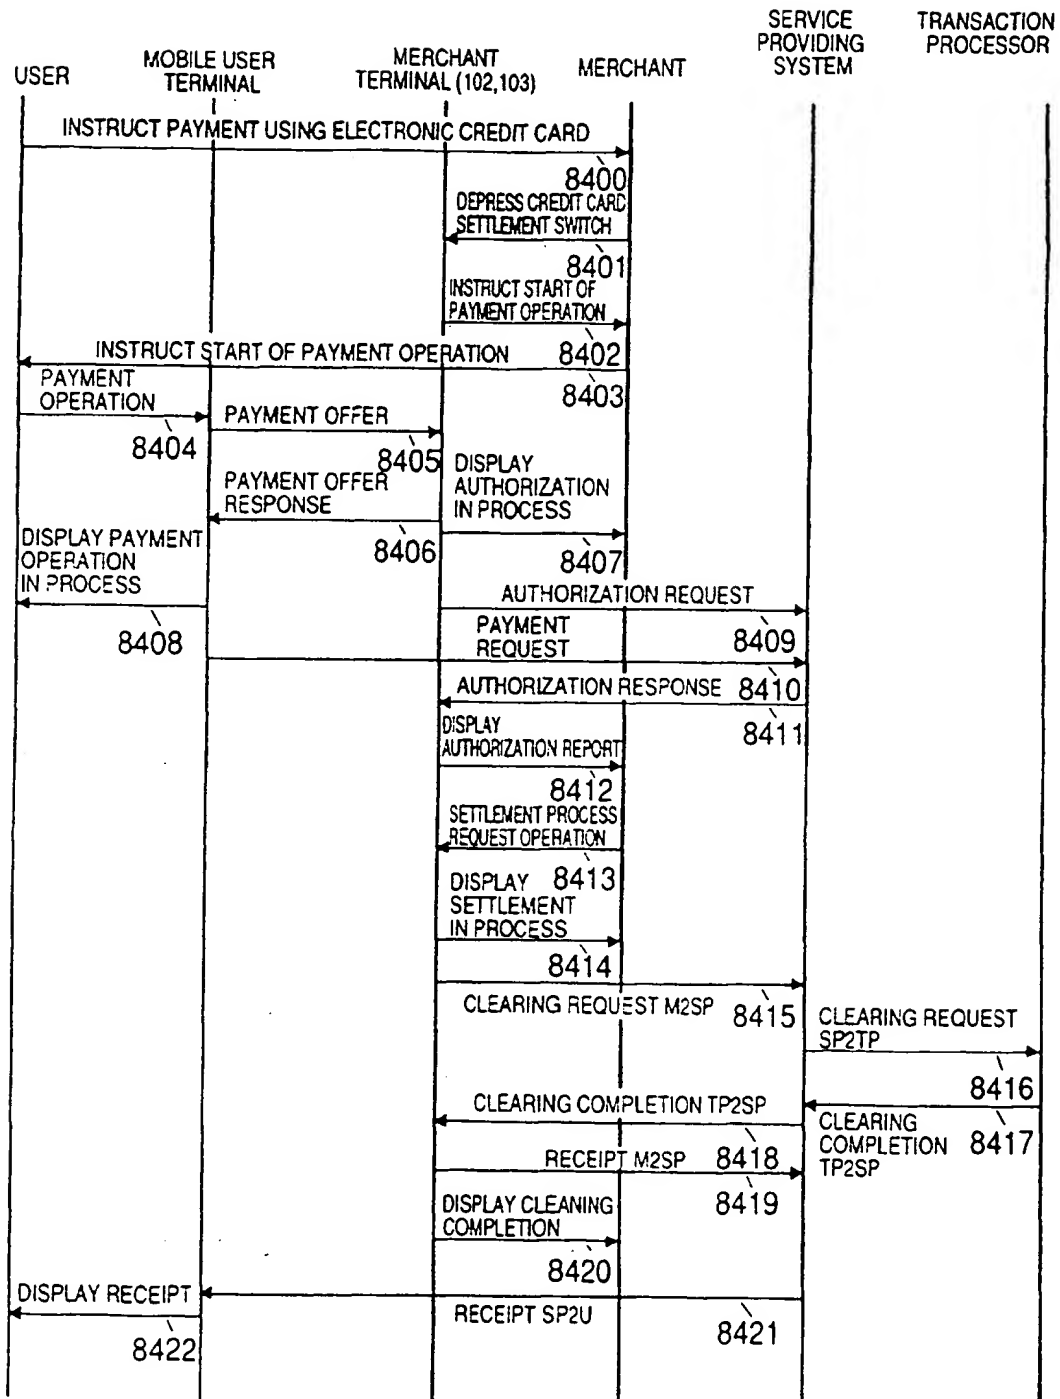 USER
MOBILE USER
TERMINAL
MERCHANT
TERMINAL (102,103)
MERCHANT
SERVICE
PROVIDING
SYSTEM
TRANSACTION
PROCESSOR
INSTRUCT PAYMENT USING ELECTRONIC CREDIT CARD
8400
DEPRESS CREDIT CARD
SETTLEMENT SWITCH
8401
INSTRUCT START OF
PAYMENT OPERATION
8402
INSTRUCT START OF PAYMENT OPERATION
8403
PAYMENT
OPERATION
8404
PAYMENT OFFER
8405
PAYMENT OFFER
RESPONSE
8406
DISPLAY
AUTHORIZATION
IN PROCESS
8407
DISPLAY PAYMENT
OPERATION
IN PROCESS
8408
AUTHORIZATION REQUEST
8409
PAYMENT
REQUEST
8410
AUTHORIZATION RESPONSE
8411
DISPLAY
AUTHORIZATION REPORT
8412
SETTLEMENT PROCESS
REQUEST OPERATION
8413
DISPLAY
SETTLEMENT
IN PROCESS
8414
CLEARING REQUEST M2SP
8415
CLEARING REQUEST
SP2TP
8416
CLEARING
COMPLETION
TP2SP
8417
CLEARING COMPLETION TP2SP
8418
RECEIPT M2SP
8419
DISPLAY CLEANING
COMPLETION
8420
RECEIPT SP2U
8421
DISPLAY RECEIPT
8422